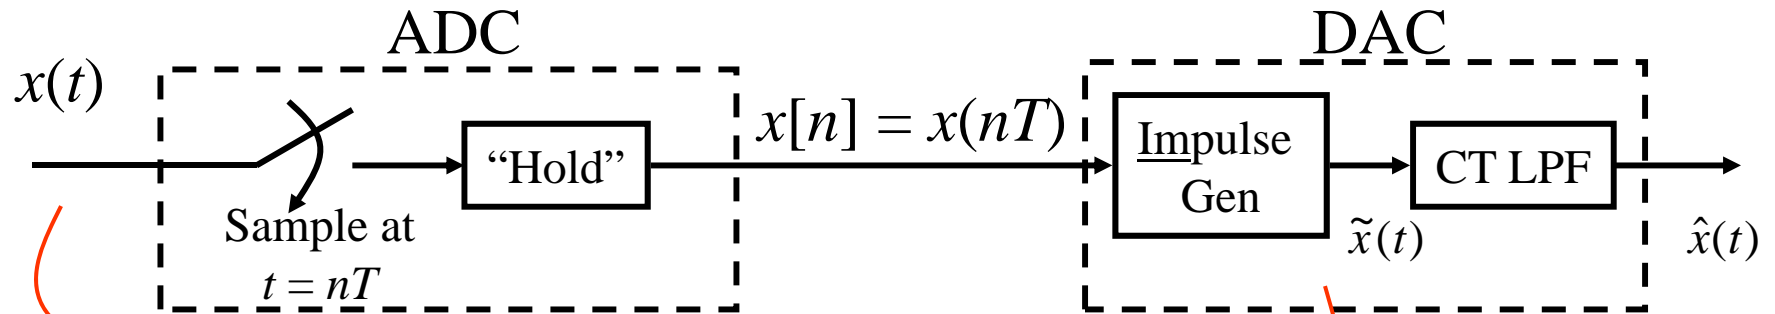 ADC
DAC
x(t)
“Hold”
x[n] = x(nT)
Impulse
Gen
CT LPF
Sample at
t = nT
x̃(t)
x̂(t)